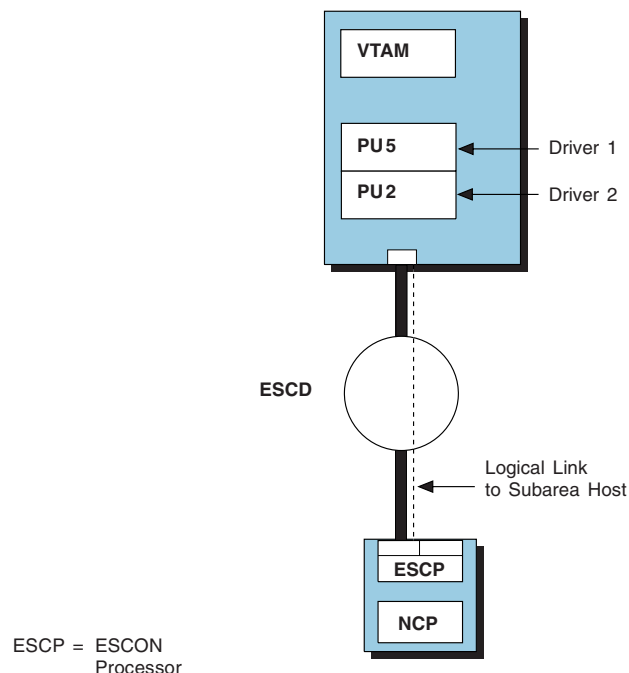 VTAM
PU5
Driver 1
PU2
Driver 2
ESCD
Logical Link
to Subarea Host
ESCP
NCP
ESCP = ESCON
Processor